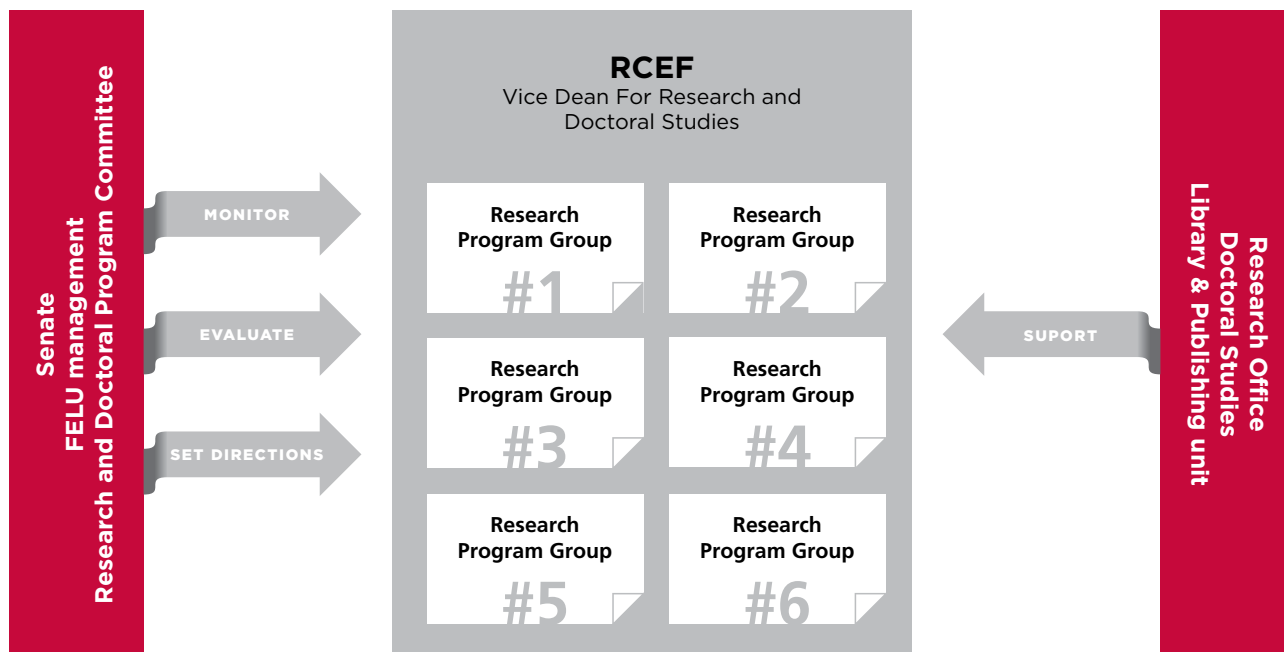 Senate
FELU management
Research and Doctoral Program Committee
MONITOR
EVALUATE
SET DIRECTIONS
RCEF
Vice Dean For Research and
Doctoral Studies
Research
Program Group
#1
Research
Program Group
#2
Research
Program Group
#3
Research
Program Group
#4
Research
Program Group
#5
Research
Program Group
#6
SUPORT
Research Office
Doctoral Studies
Library & Publishing unit